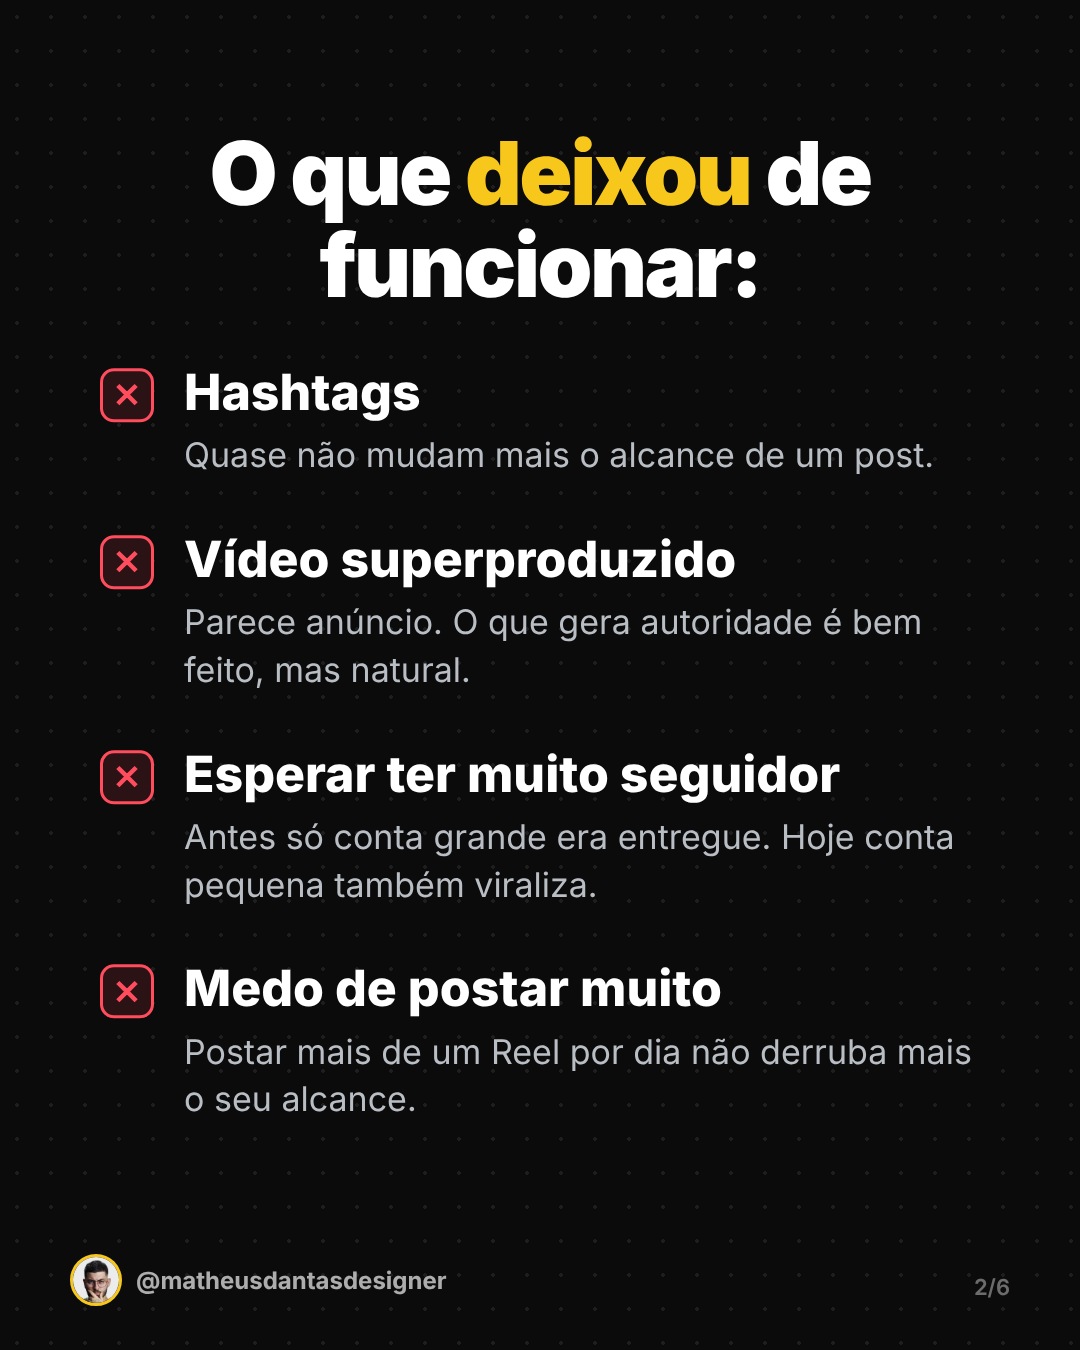 O que deixou de
funcionar:
Hashtags
Quase não mudam mais o alcance de um post.
Vídeo superproduzido
Parece anúncio. O que gera autoridade é bem
feito, mas natural.
Esperar ter muito seguidor
Antes só conta grande era entregue. Hoje conta
pequena também viraliza.
Medo de postar muito
Postar mais de um Reel por dia não derruba mais
o seu alcance.
@matheusdantasdesigner
2/6